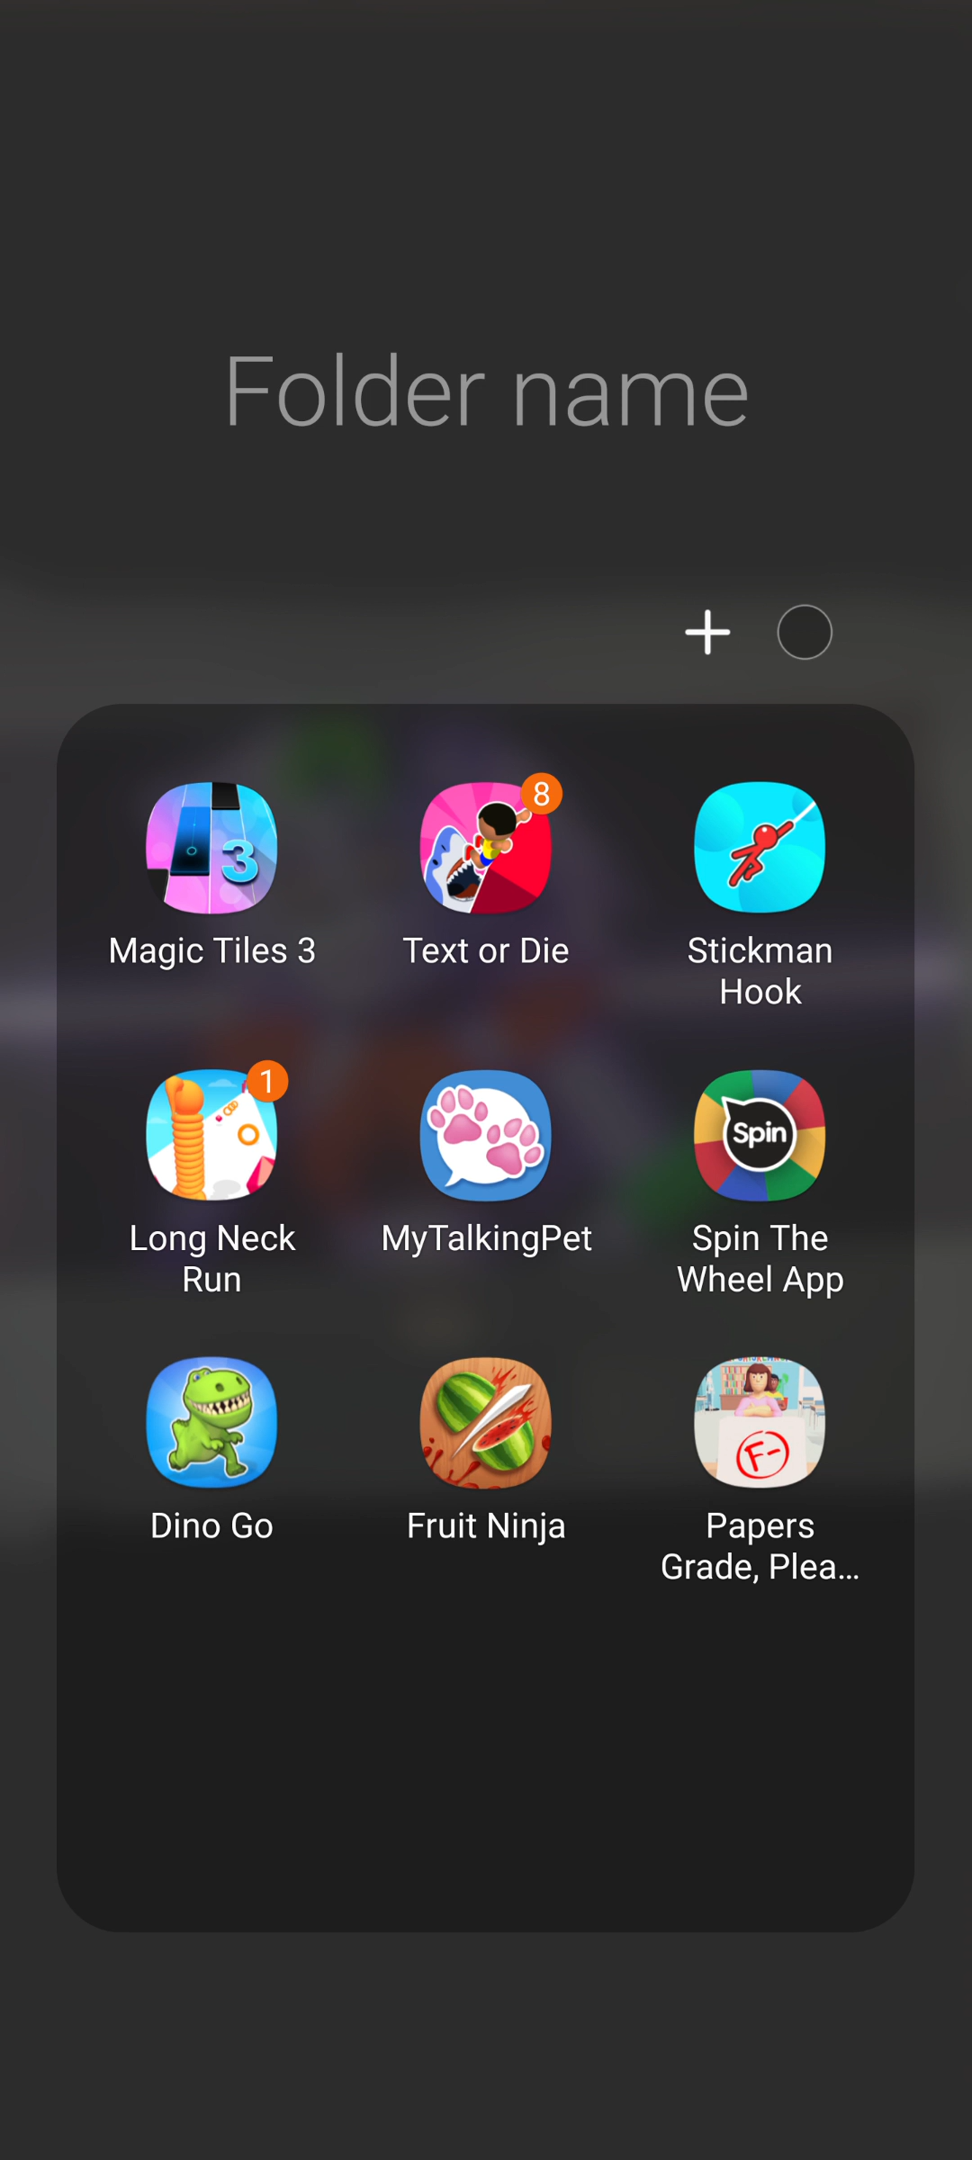 Folder name
3
8
Magic Tiles 3
Text or Die
Stickman
Hook
1
Spin
Long Neck
Run
MyTalkingPet
Spin The
Wheel App
F-
Dino Go
Fruit Ninja
Papers
Grade, Plea...